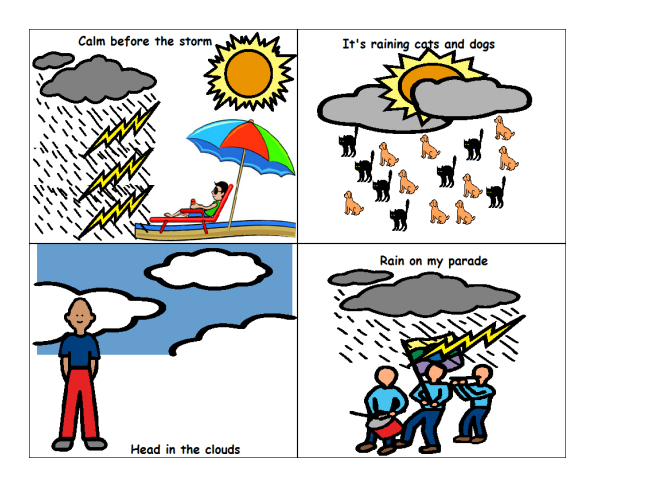 Calm before the storm
It's raining cats and dogs
Head in the clouds
Rain on my parade